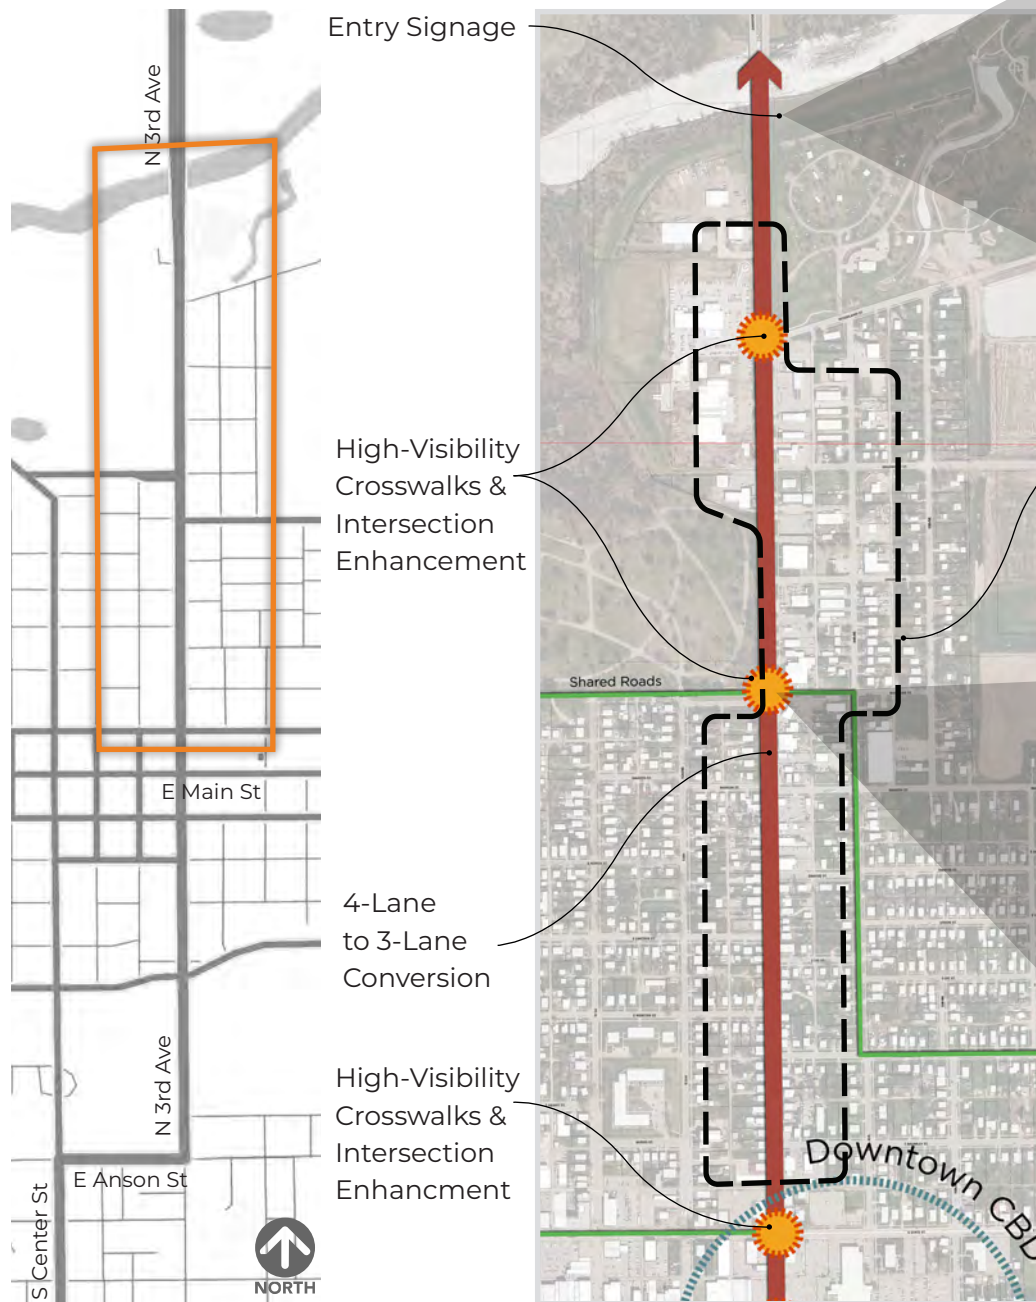 Entry Signage
N 3rd Ave
High-Visibility
Crosswalks &
Intersection
Enhancement
Shared Roads
E Main St
4-Lane
to 3-Lane
Conversion
N 3rd Ave
High-Visibility
Crosswalks &
Intersection
Enhancment
E Anson St
S Center St
NORTH
Downtown CBD